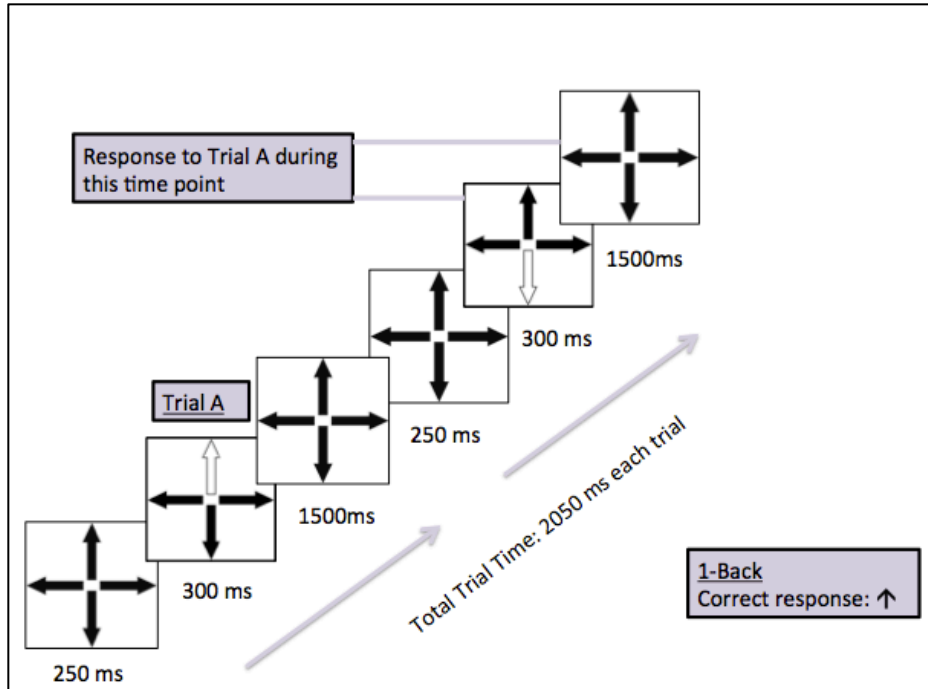 Response to Trial A during
this time point
1500ms
300 ms
Trial A
250 ms
1500ms
Total Trial Time: 2050 ms each trial
300 ms
1-Back
Correct response: ↑
250 ms